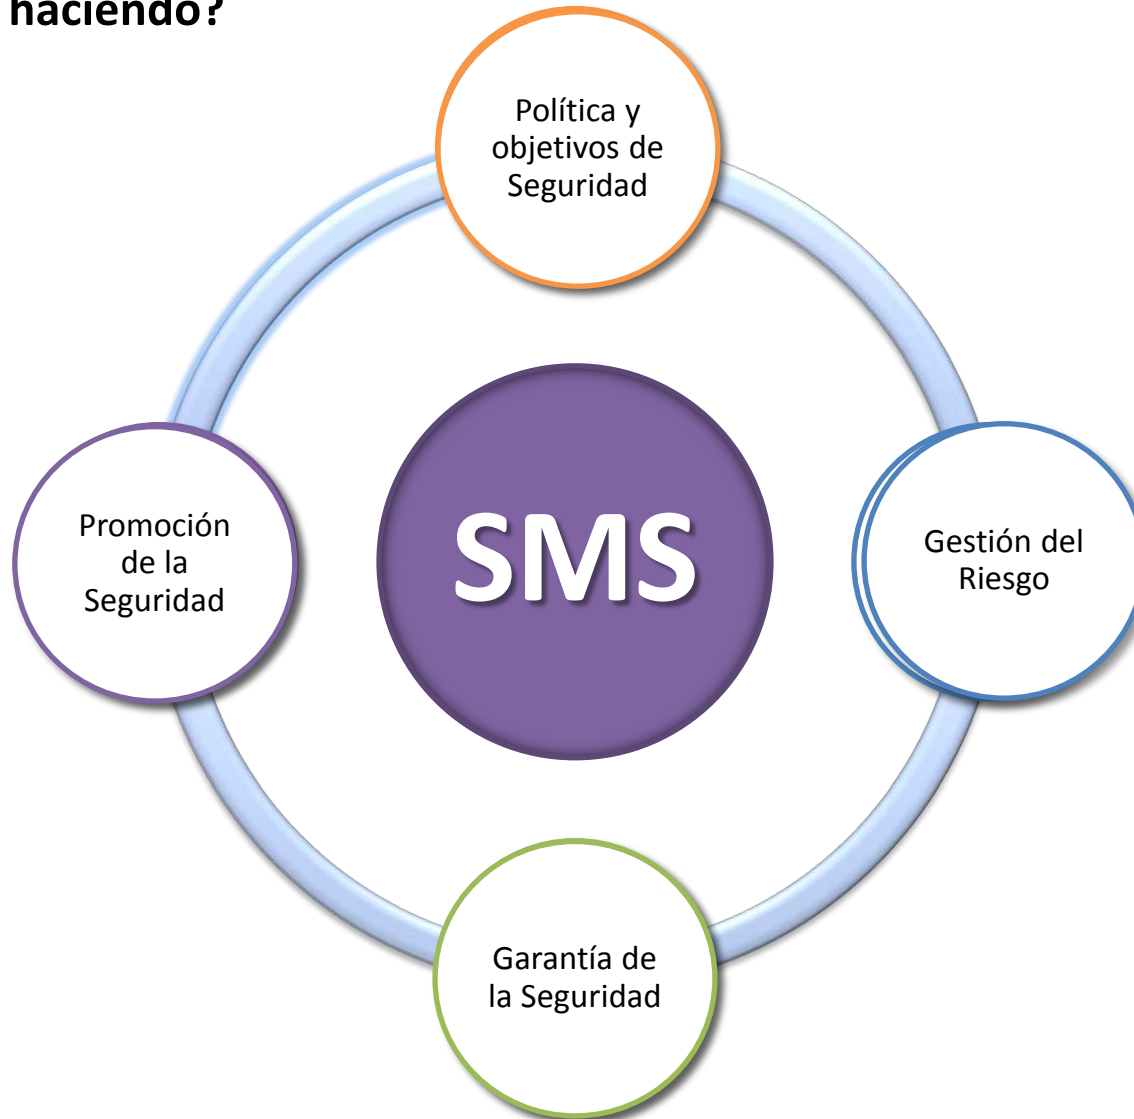 haciendo?
Política y
objetivos de
Seguridad
Promoción
de la
Seguridad
SMS
Gestión del
Riesgo
Garantía de
la Seguridad